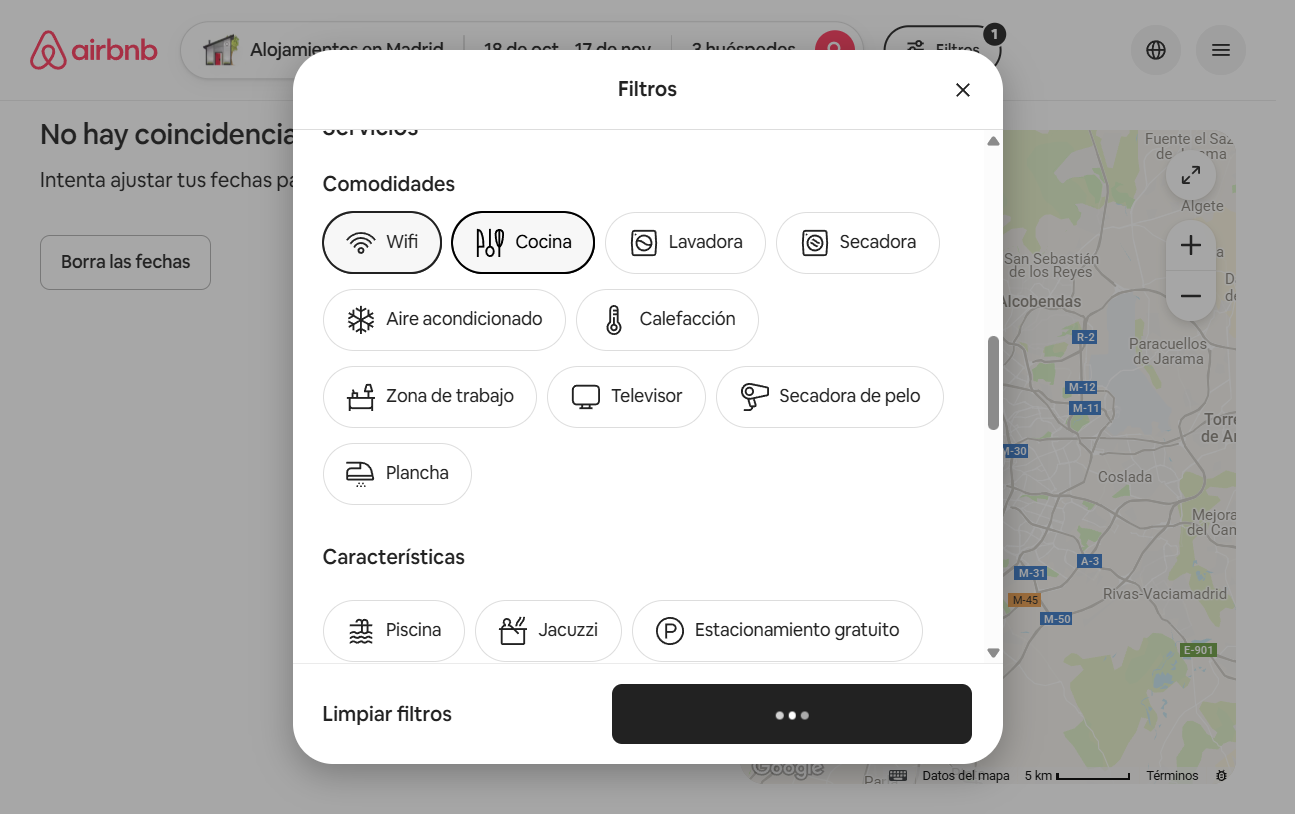 airbnb
Alojamientos en Madrid
18 de oct – 17 de nov
3 huéspedes
Filtros
1
No hay coincidencia
Intenta ajustar tus fechas pa
Borra las fechas
Filtros
Servicios
Comodidades
Wifi
Cocina
Lavadora
Secadora
Aire acondicionado
Calefacción
Zona de trabajo
Televisor
Secadora de pelo
Plancha
Características
Piscina
Jacuzzi
P
Estacionamiento gratuito
Limpiar filtros
Fuente el Saz
de Jarama
Algete
San Sebastián
de los Reyes
Alcobendas
R-2
Paracuellos
de Jarama
M-12
M-11
Torre
de Ar
M-30
Coslada
Mejora
del Cam
A-3
M-31
M-45
Rivas-Vaciamadrid
M-50
E-901
Google
Datos del mapa
5 km
Términos